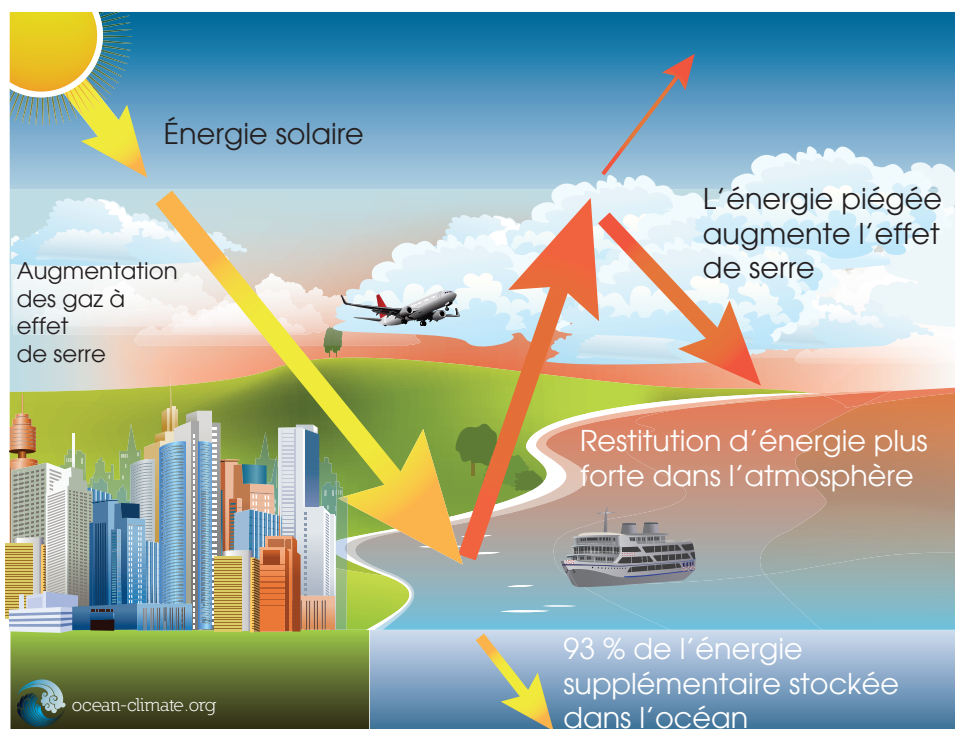 Énergie solaire
L’énergie piégée
augmente l’effet
de serre
Augmentation
des gaz à
effet
de serre
Restitution d’énergie plus
forte dans l’atmosphère
93 % de l’énergie
supplémentaire stockée
dans l’océan
ocean-climate.org